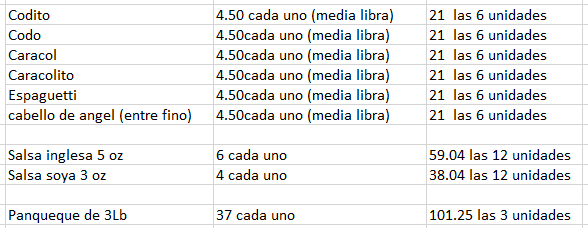 Codito 4.50 cada uno (media libra) 21 las 6 unidades
Codo 4.50cada uno (media libra) 21 las 6 unidades
Caracol 4.50cada uno (media libra) 21 las 6 unidades
Caracolito 4.50cada uno (media libra) 21 las 6 unidades
Espaguetti 4.50cada uno (media libra) 21 las 6 unidades
cabello de angel (entre fino) 4.50cada uno (media libra) 21 las 6 unidades
Salsa inglesa 5 oz 6 cada uno 59.04 las 12 unidades
Salsa soya 3 oz 4 cada uno 38.04 las 12 unidades
Panqueque de 3Lb 37 cada uno 101.25 las 3 unidades